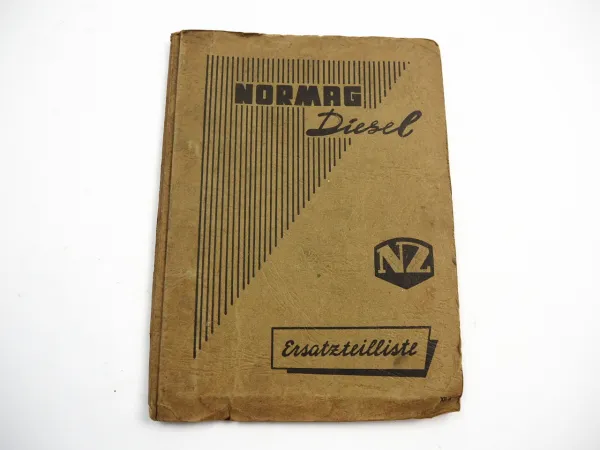 NORMAG
Diesel
NZ
Ersatzteilliste